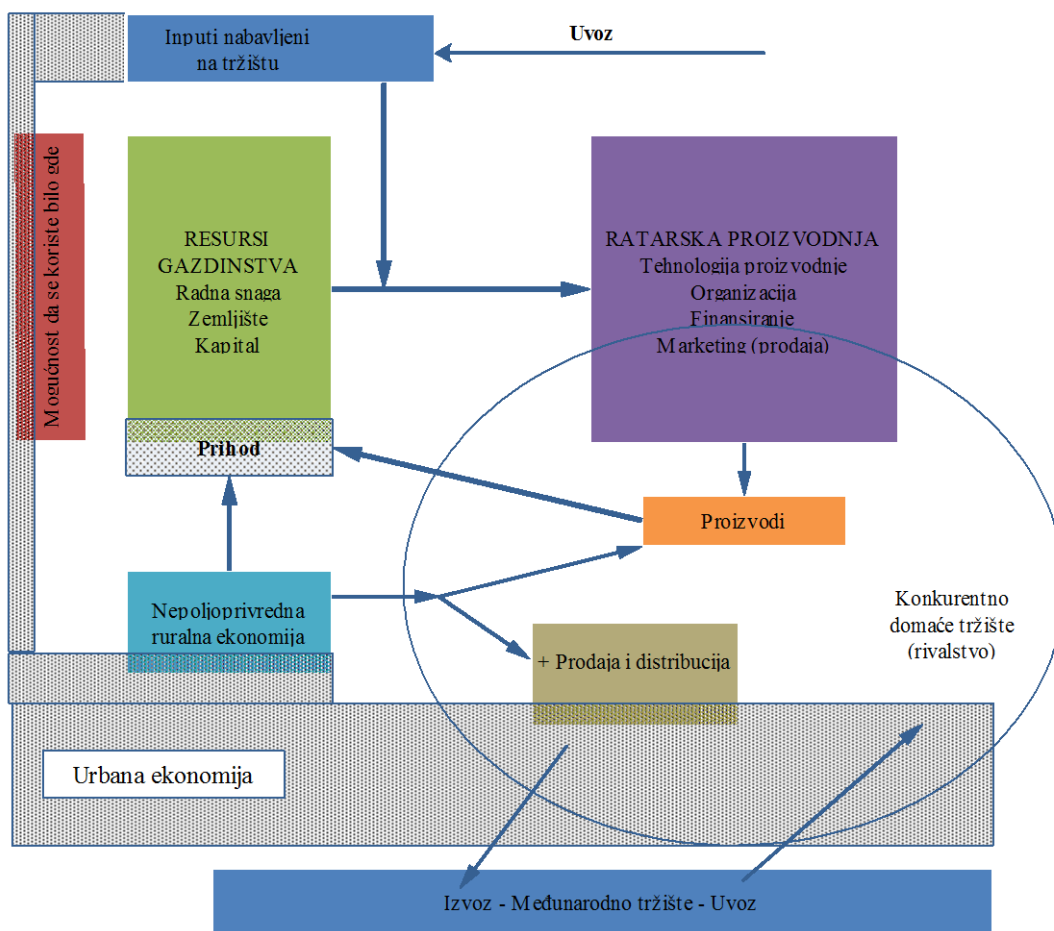 Inputi nabavljeni
na tržištu
Uvoz
Mogućnost da se koriste bilo gde
RESURSI
GAZDINSTVA
Radna snaga
Zemljište
Kapital
RATARSKA PROIZVODNJA
Tehnologija proizvodnje
Organizacija
Finansiranje
Marketing (prodaja)
Prihod
Proizvodi
Nepoljoprivredna
ruralna ekonomija
+ Prodaja i distribucija
Konkurentno
domaće tržište
(rivalstvo)
Urbana ekonomija
Izvoz - Međunarodno tržište - Uvoz